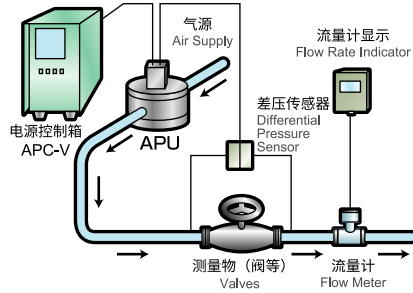 气源
Air Supply
流量计显示
Flow Rate Indicator
电源控制箱
APC-V
APU
差压传感器
Differential
Pressure
Sensor
测量物（阀等）
Valves
流量计
Flow Meter